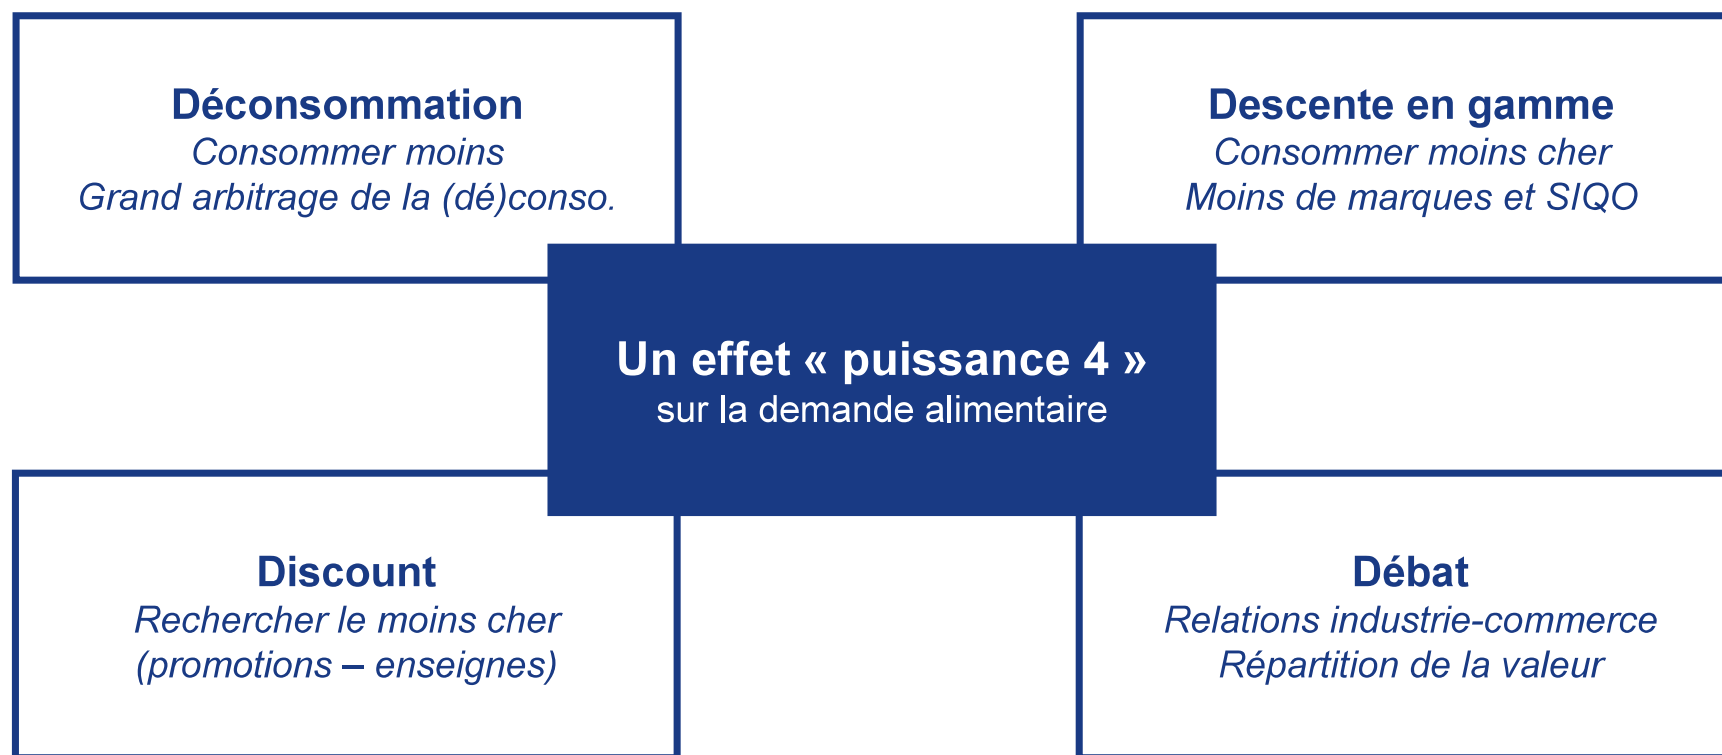 Déconsommation
Consommer moins
Grand arbitrage de la (dé)conso.
Descente en gamme
Consommer moins cher
Moins de marques et SIQO
Un effet « puissance 4 »
sur la demande alimentaire
Discount
Rechercher le moins cher
(promotions – enseignes)
Débat
Relations industrie-commerce
Répartition de la valeur